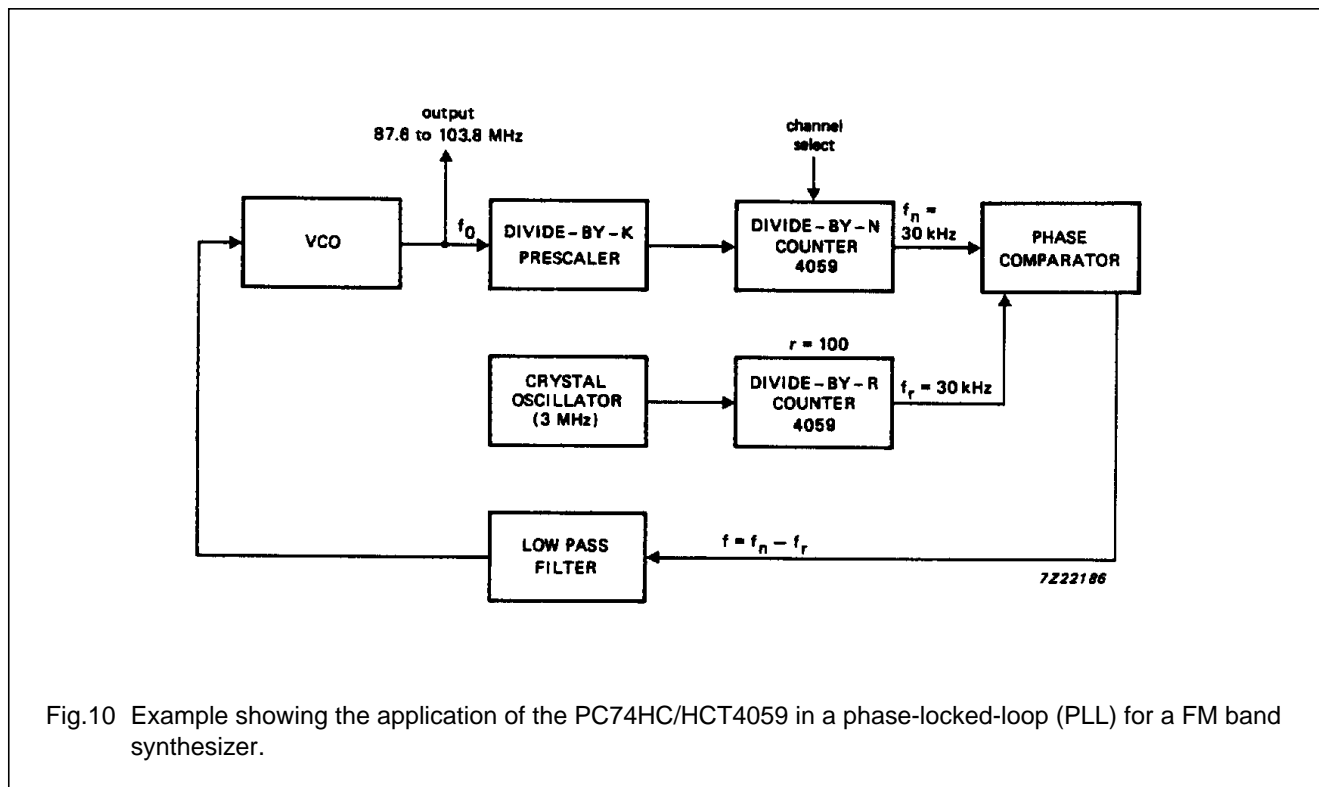 output
87.6 to 103.8 MHz
channel
select
VCO
f0
DIVIDE-BY-K
PRESCALER
DIVIDE-BY-N
COUNTER
4059
fn =
30 kHz
PHASE
COMPARATOR
CRYSTAL
OSCILLATOR
(3 MHz)
r = 100
DIVIDE-BY-R
COUNTER
4059
fr = 30 kHz
LOW PASS
FILTER
f = fn – fr
7Z22186
Fig.10 Example showing the application of the PC74HC/HCT4059 in a phase-locked-loop (PLL) for a FM band
synthesizer.